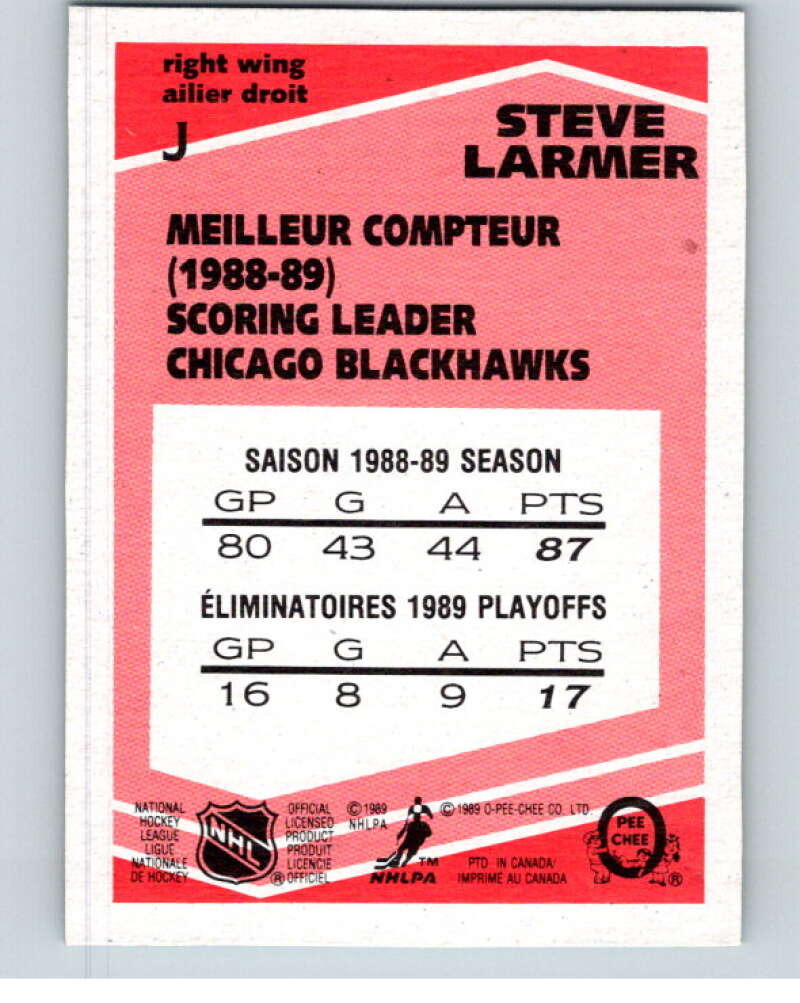 right wing
ailier droit
J
STEVE
LARMER
MEILLEUR COMPTEUR
(1988-89)
SCORING LEADER
CHICAGO BLACKHAWKS
SAISON 1988-89 SEASON
GP G A PTS
80 43 44 87
ÉLIMINATOIRES 1989 PLAYOFFS
GP G A PTS
16 8 9 17
NATIONAL
HOCKEY
LEAGUE
LIGUE
NATIONALE
DE HOCKEY
NHL
OFFICIAL
LICENSED
PRODUCT
PRODUIT
LICENCIE
® OFFICIEL
© 1989
NHLPA
TM
NHLPA
© 1989 O-PEE-CHEE CO. LTD.
PTD IN CANADA/
IMPRIME AU CANADA
PEE
CHEE
®